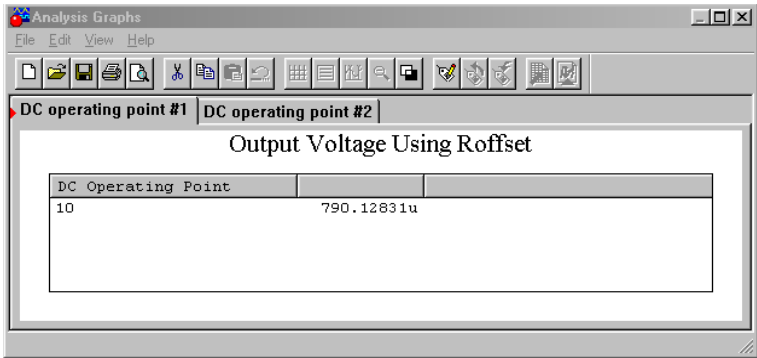 Analysis Graphs
File Edit View Help
DC operating point #1 DC operating point #2
Output Voltage Using Roffset
DC Operating Point
10 790.12831u